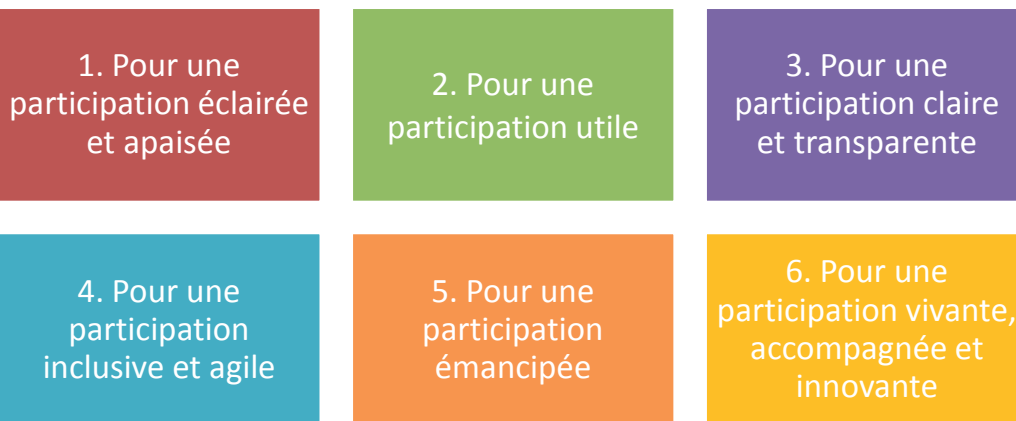 1. Pour une
participation éclairée
et apaisée
2. Pour une
participation utile
3. Pour une
participation claire
et transparente
4. Pour une
participation
inclusive et agile
5. Pour une
participation
émancipée
6. Pour une
participation vivante,
accompagnée et
innovante